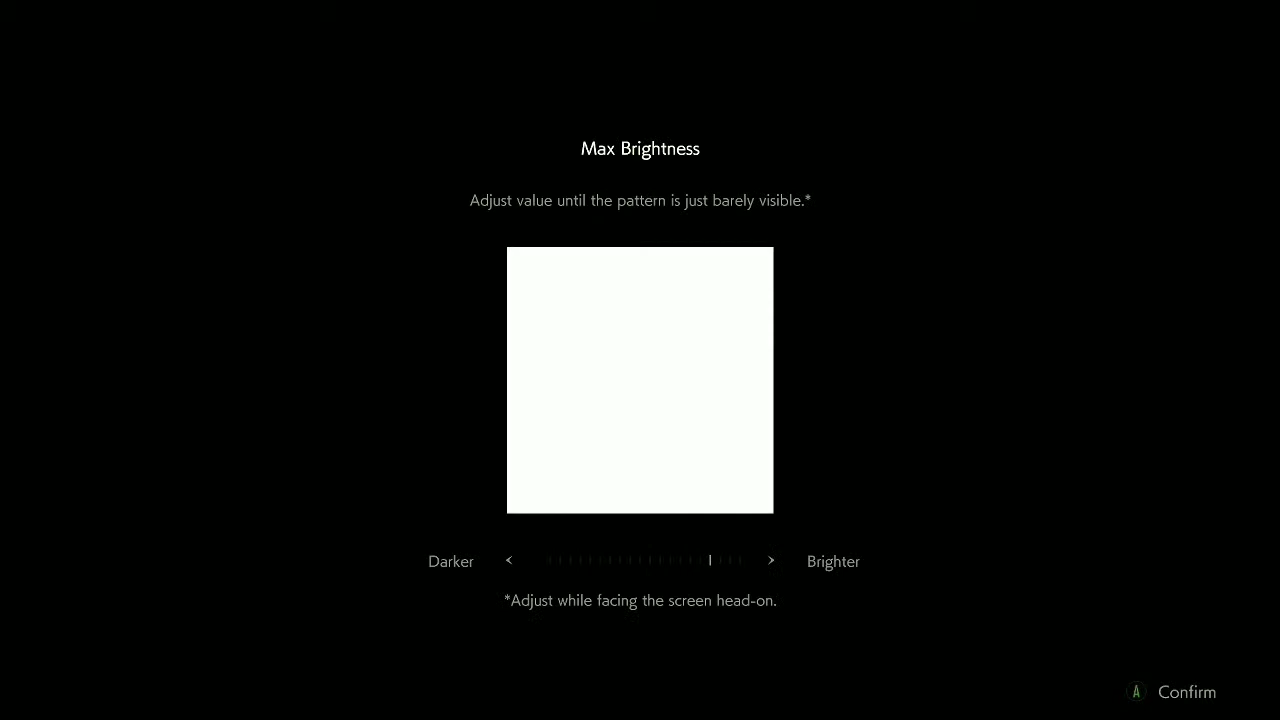 Max Brightness
Adjust value until the pattern is just barely visible.*
Darker < > Brighter
*Adjust while facing the screen head-on.
A Confirm